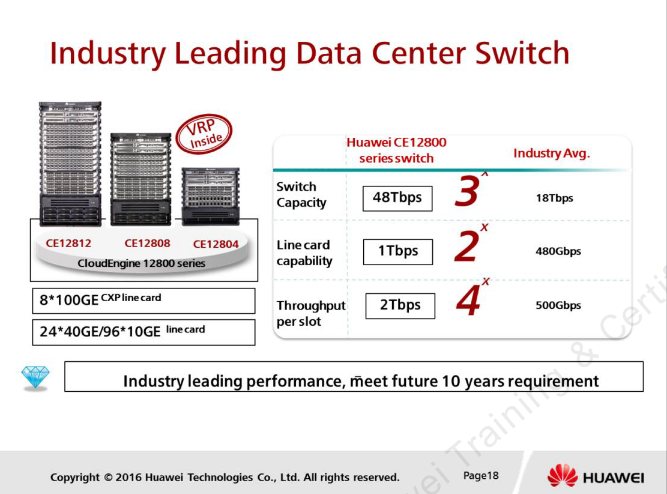 Industry Leading Data Center Switch
VRP
Inside
CE12812
CE12808
CE12804
CloudEngine 12800 series
8*100GE CXP line card
24*40GE/96*10GE line card
Huawei CE12800
series switch
Industry Avg.
Switch
Capacity
48Tbps
3x
18Tbps
Line card
capability
1Tbps
2x
480Gbps
Throughput
per slot
2Tbps
4x
500Gbps
Industry leading performance, meet future 10 years requirement
Copyright © 2016 Huawei Technologies Co., Ltd. All rights reserved.
Page18
HUAWEI
Training &